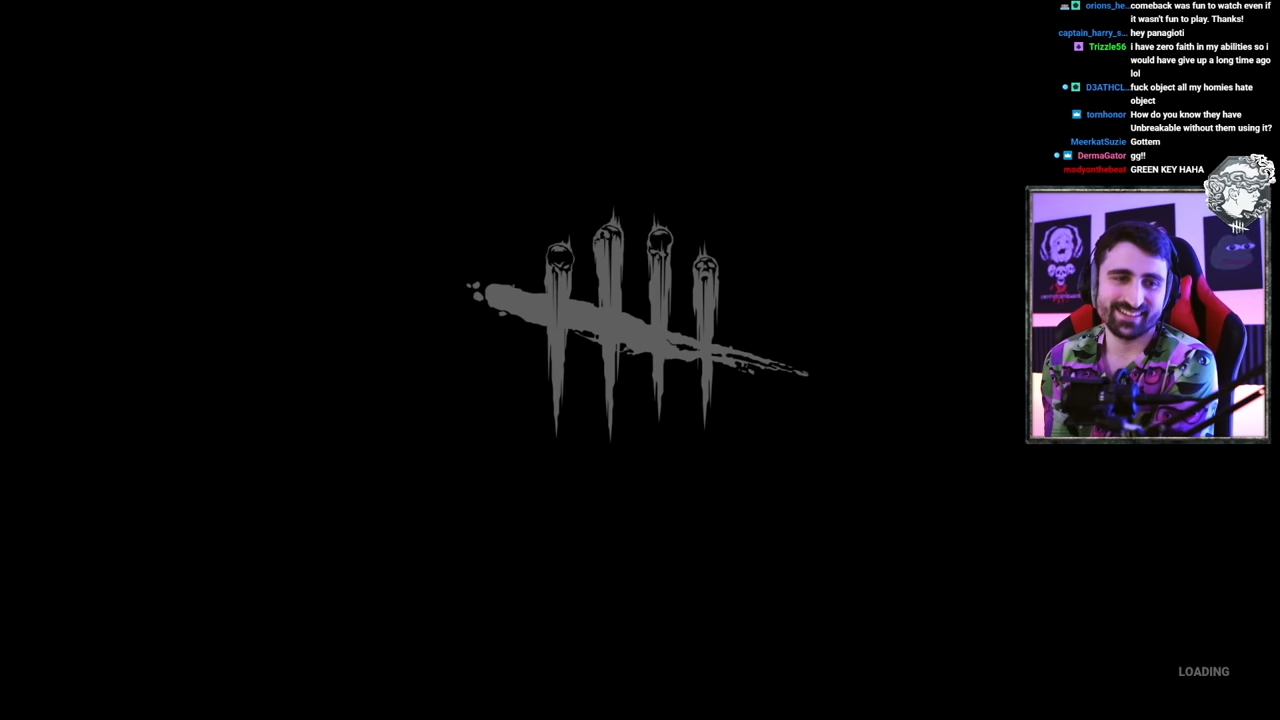 orions_he... comeback was fun to watch even if
it wasn't fun to play. Thanks!
captain_harry_s... hey panagioti
Trizzle56 i have zero faith in my abilities so i
would have give up a long time ago
lol
D3ATHCL... fuck object all my homies hate
object
tornhonor How do you know they have
Unbreakable without them using it?
MeerkatSuzie Gottem
DermaGator gg!!
modyonthebeat GREEN KEY HAHA
LOADING